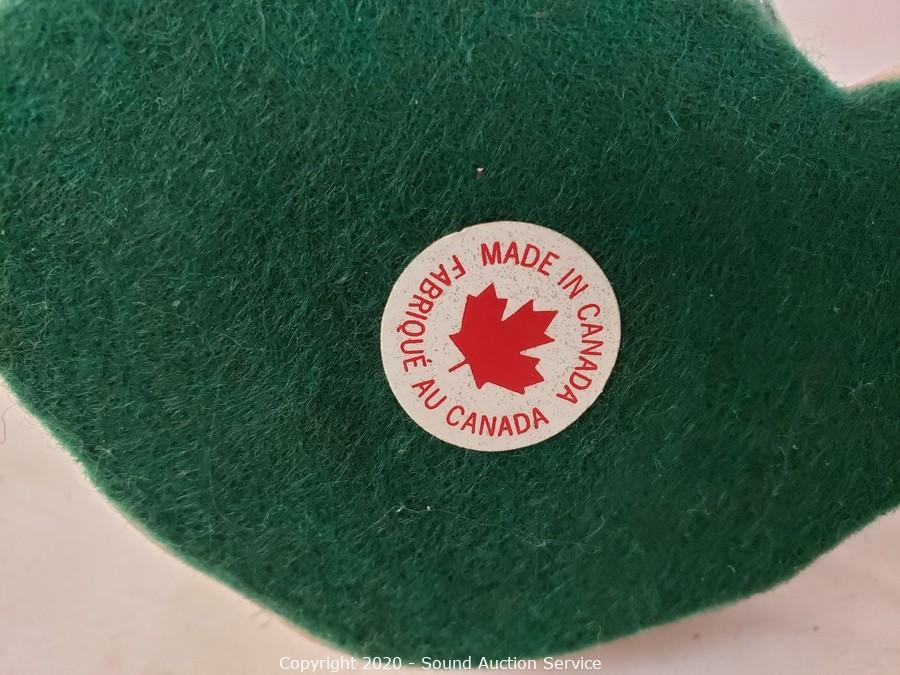 MADE IN CANADA
FABRIQUÉ AU CANADA
Copyright 2020 - Sound Auction Service